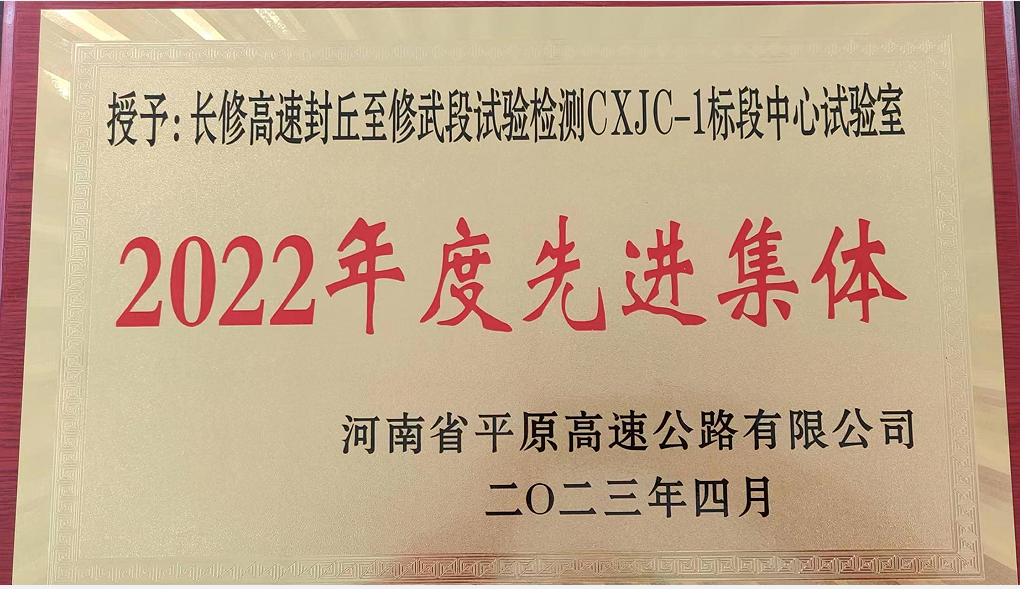 授予：长修高速封丘至修武段试验检测CXJC-1标段中心试验室
2022年度先进集体
河南省平原高速公路有限公司
二〇二三年四月